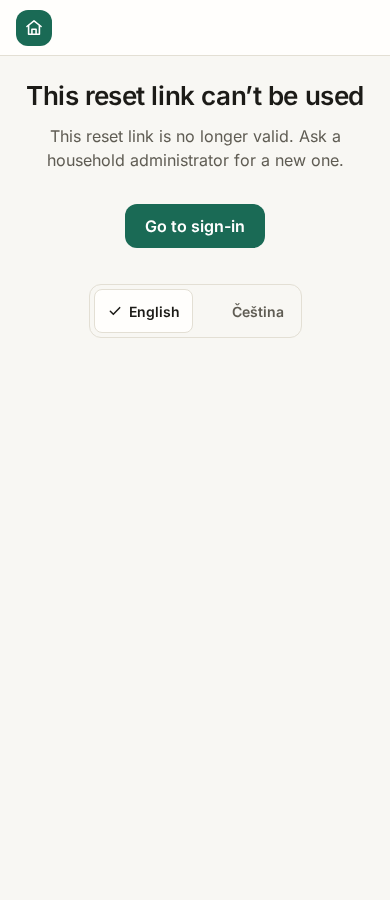 This reset link can’t be used
This reset link is no longer valid. Ask a
household administrator for a new one.
Go to sign-in
English
Čeština